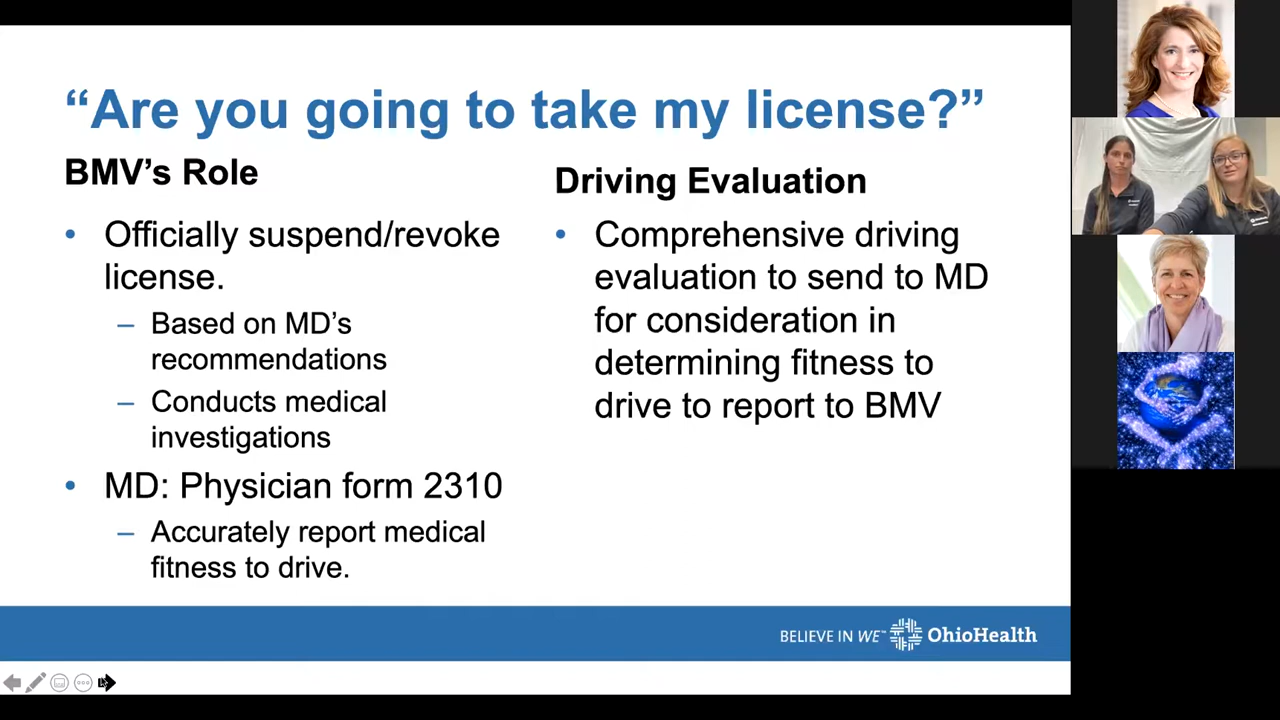 “Are you going to take my license?”
BMV’s Role
• Officially suspend/revoke
license.
– Based on MD’s
recommendations
– Conducts medical
investigations
• MD: Physician form 2310
– Accurately report medical
fitness to drive.
Driving Evaluation
• Comprehensive driving
evaluation to send to MD
for consideration in
determining fitness to
drive to report to BMV
BELIEVE IN WE™ OhioHealth